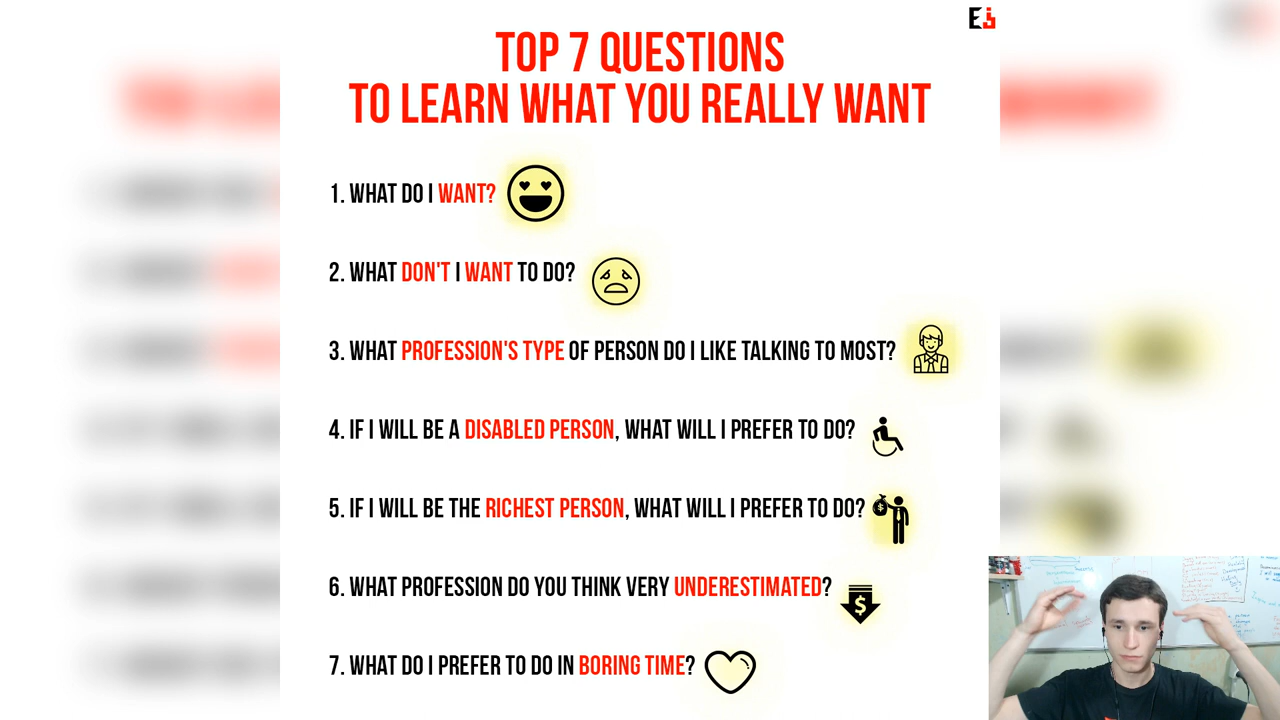 EJ
TOP 7 QUESTIONS
TO LEARN WHAT YOU REALLY WANT
1. WHAT DO I WANT?
2. WHAT DON'T I WANT TO DO?
3. WHAT PROFESSION'S TYPE OF PERSON DO I LIKE TALKING TO MOST?
4. IF I WILL BE A DISABLED PERSON, WHAT WILL I PREFER TO DO?
5. IF I WILL BE THE RICHEST PERSON, WHAT WILL I PREFER TO DO?
$
6. WHAT PROFESSION DO YOU THINK VERY UNDERESTIMATED?
$
7. WHAT DO I PREFER TO DO IN BORING TIME?